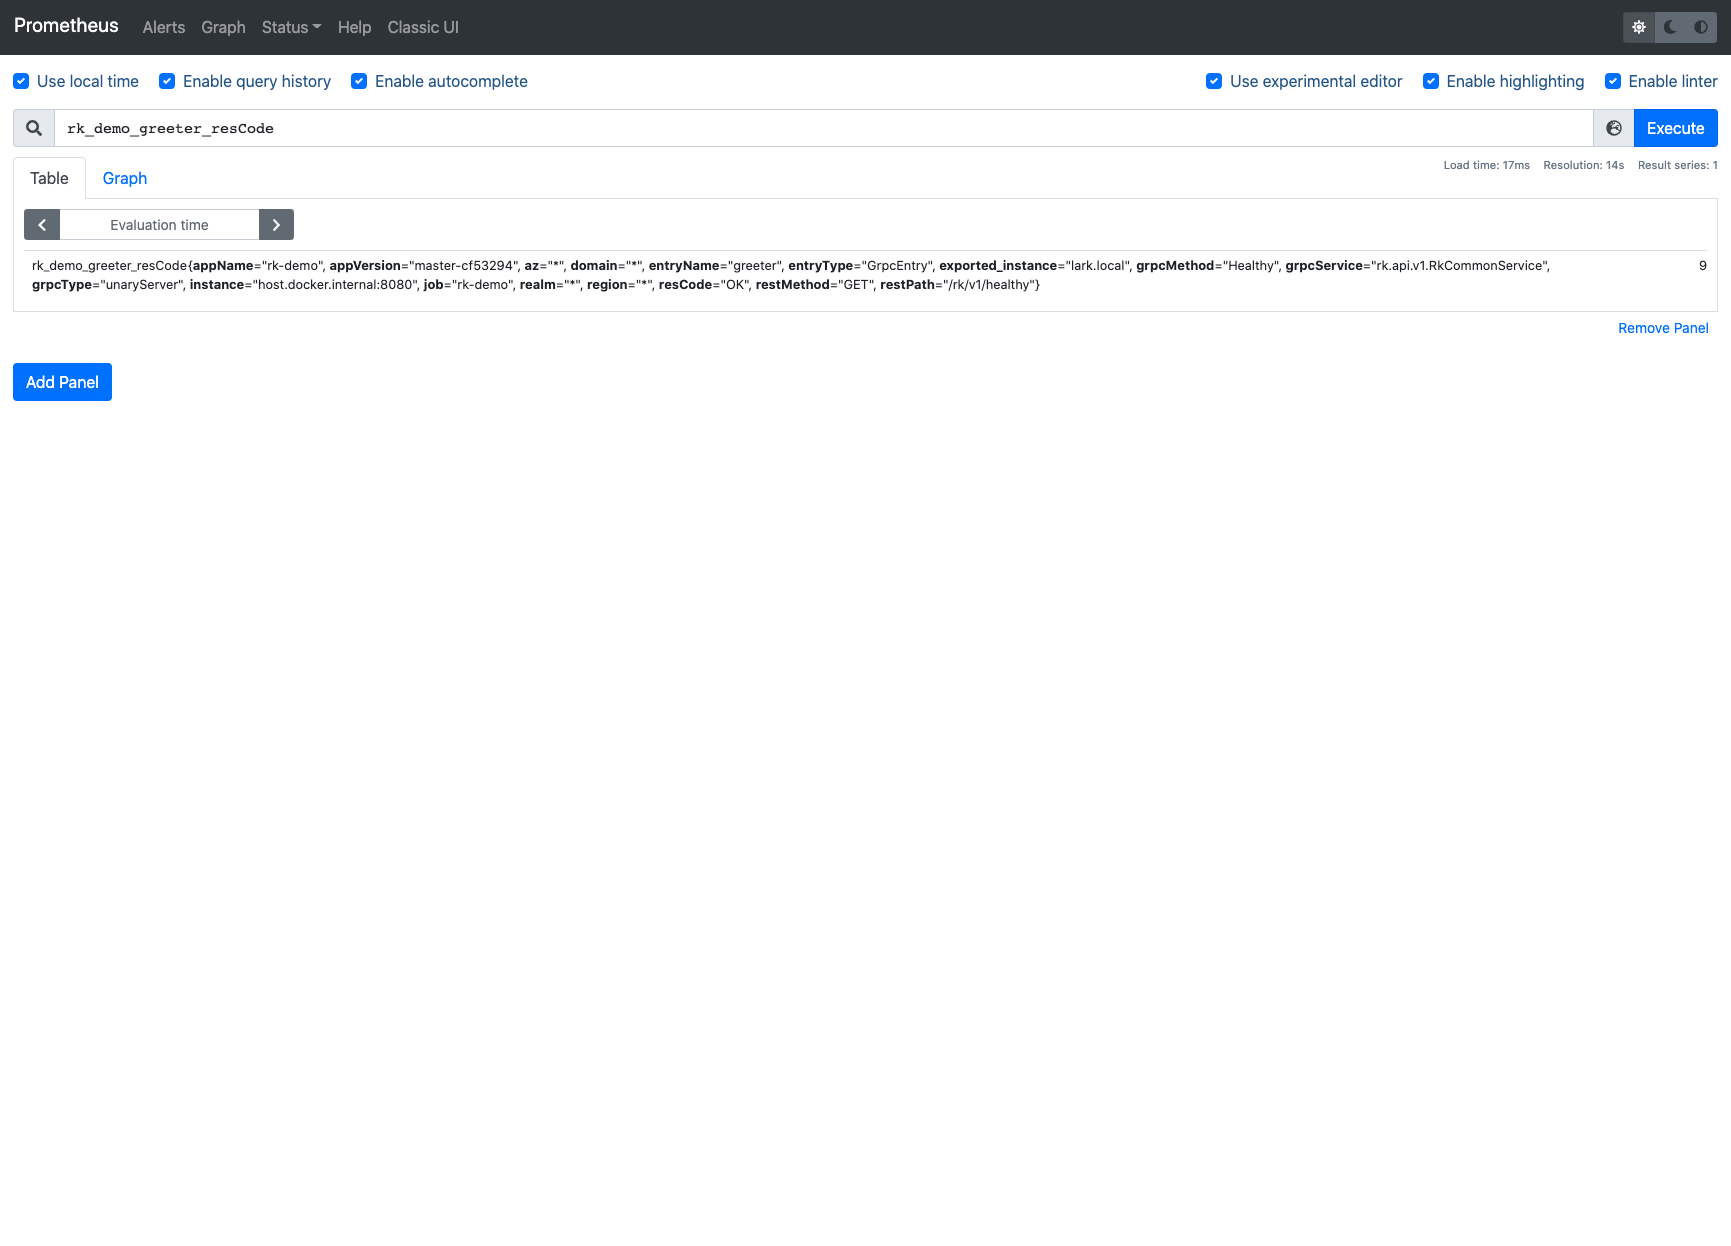 Prometheus Alerts Graph Status Help Classic UI
Use local time Enable query history Enable autocomplete Use experimental editor Enable highlighting Enable linter
rk_demo_greeter_resCode Execute
Load time: 17ms Resolution: 14s Result series: 1
Table Graph
Evaluation time
rk_demo_greeter_resCode{appName="rk-demo", appVersion="master-cf53294", az="*", domain="*", entryName="greeter", entryType="GrpcEntry", exported_instance="lark.local", grpcMethod="Healthy", grpcService="rk.api.v1.RkCommonService", 9
grpcType="unaryServer", instance="host.docker.internal:8080", job="rk-demo", realm="*", region="*", resCode="OK", restMethod="GET", restPath="/rk/v1/healthy"}
Remove Panel
Add Panel